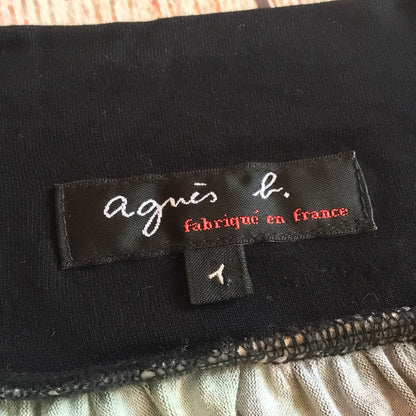 agnès b.
fabriqué en france
1